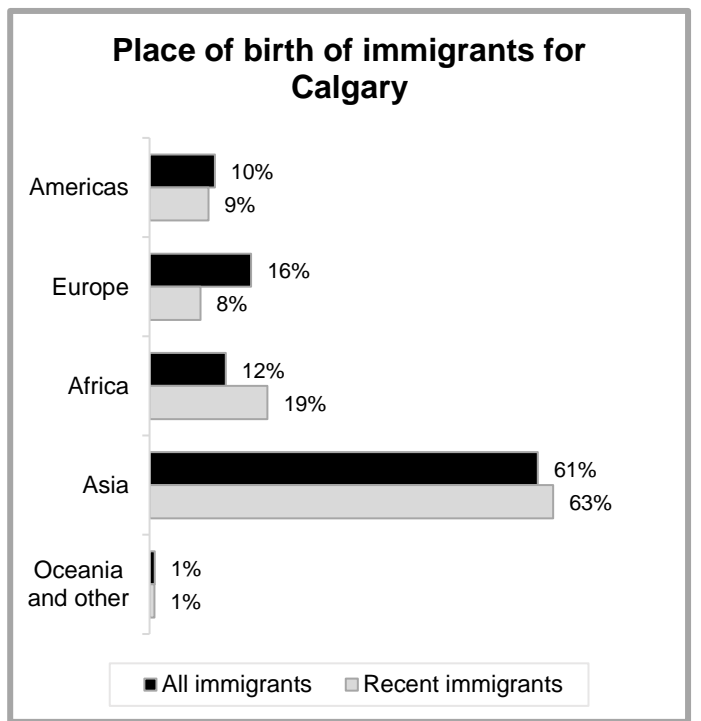 Place of birth of immigrants for
Calgary
Americas
10%
9%
Europe
16%
8%
Africa
12%
19%
Asia
61%
63%
Oceania
and other
1%
1%
All immigrants
Recent immigrants